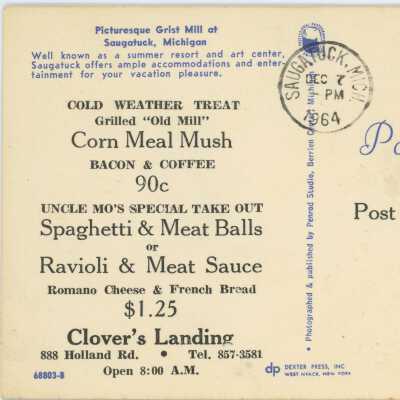 Picturesque Grist Mill at
Saugatuck, Michigan
Well known as a summer resort and art center,
Saugatuck offers ample accommodations and enter-
tainment for your vacation pleasure.
COLD WEATHER TREAT
Grilled "Old Mill"
Corn Meal Mush
BACON & COFFEE
90c
UNCLE MO'S SPECIAL TAKE OUT
Spaghetti & Meat Balls
or
Ravioli & Meat Sauce
Romano Cheese & French Bread
$1.25
Clover's Landing
888 Holland Rd. • Tel. 857-3581
Open 8:00 A.M.
68803-B
• Photographed & published by Penrod Studio, Berrien Center, Michigan
SAUGATUCK, MICH.
DEC 7
PM
1964
Post
dp DEXTER PRESS, INC
WEST NYACK, NEW YORK